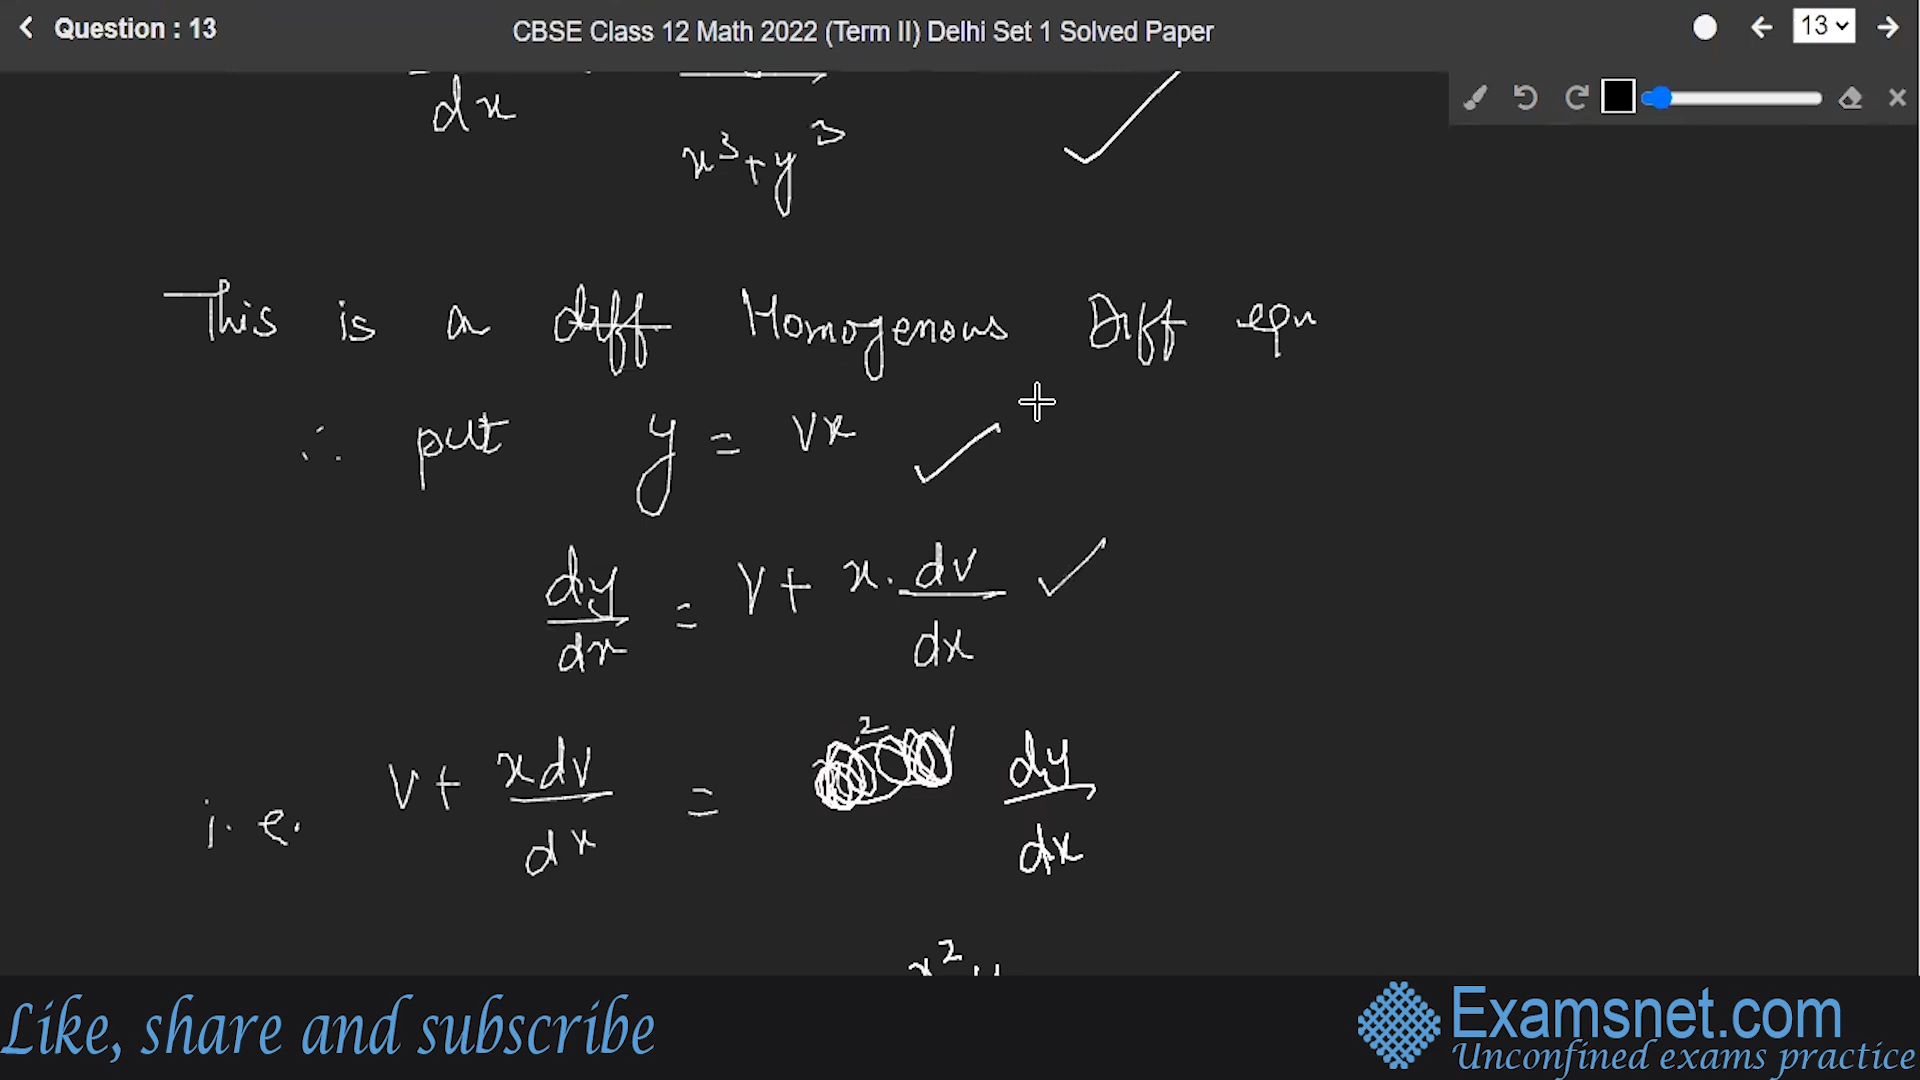 Question : 13
CBSE Class 12 Math 2022 (Term II) Delhi Set 1 Solved Paper
13
dx
x³+y³
This is a diff Homogenous Diff eqn
∴ put y = vx
dy/dx = V + x. dv/dx
i.e. V + xdv/dx = dy/dx
x² y
Like, share and subscribe
Examsnet.com
Unconfined exams practice